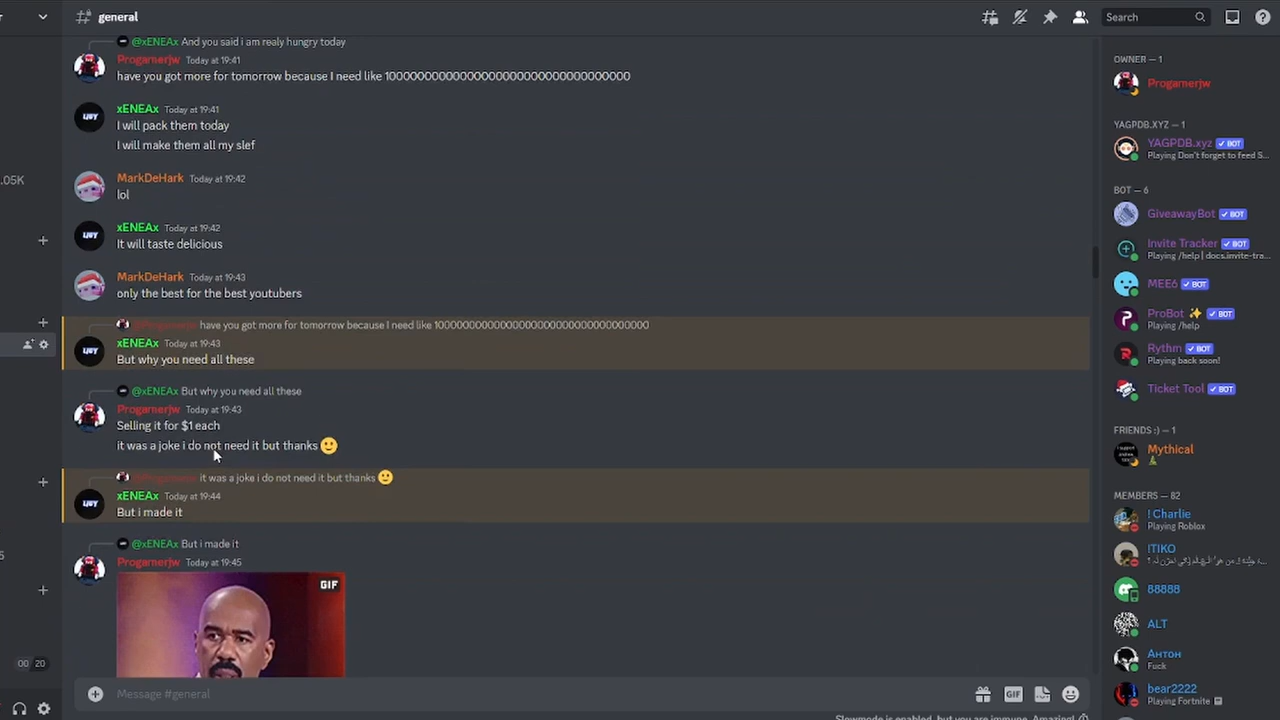 general
Search
@xENEAx And you said i am realy hungry today
Progamerjw Today at 19:41
have you got more for tomorrow because I need like 
xENEAx Today at 19:41
I will pack them today
I will make them all my slef
MarkDeHark Today at 19:42
lol
xENEAx Today at 19:42
It will taste delicious
MarkDeHark Today at 19:43
only the best for the best youtubers
@Progamerjw have you got more for tomorrow because I need like
xENEAx Today at 19:43
But why you need all these
@xENEAx But why you need all these
Progamerjw Today at 19:43
Selling it for $1 each
it was a joke i do not need it but thanks
@Progamerjw it was a joke i do not need it but thanks
xENEAx Today at 19:44
But i made it
@xENEAx But i made it
Progamerjw Today at 19:45
GIF
Message #general
GIF
Slowmode is enabled, but you are immune. Amazing!
.05K
00 20
OWNER — 1
Progamerjw
YAGPDB.XYZ — 1
YAGPDB.xyz ✓ BOT
Playing Don't forget to feed S...
BOT — 6
GiveawayBot ✓ BOT
Invite Tracker ✓ BOT
Playing /help | docs.invite-tra...
MEE6 ✓ BOT
ProBot ✨ ✓ BOT
Playing /help
Rythm ✓ BOT
Playing back soon!
Ticket Tool ✓ BOT
FRIENDS :) — 1
Mythical
MEMBERS — 82
! Charlie
Playing Roblox
!TIKO
88888
ALT
Антон
Fuck
bear2222
Playing Fortnite